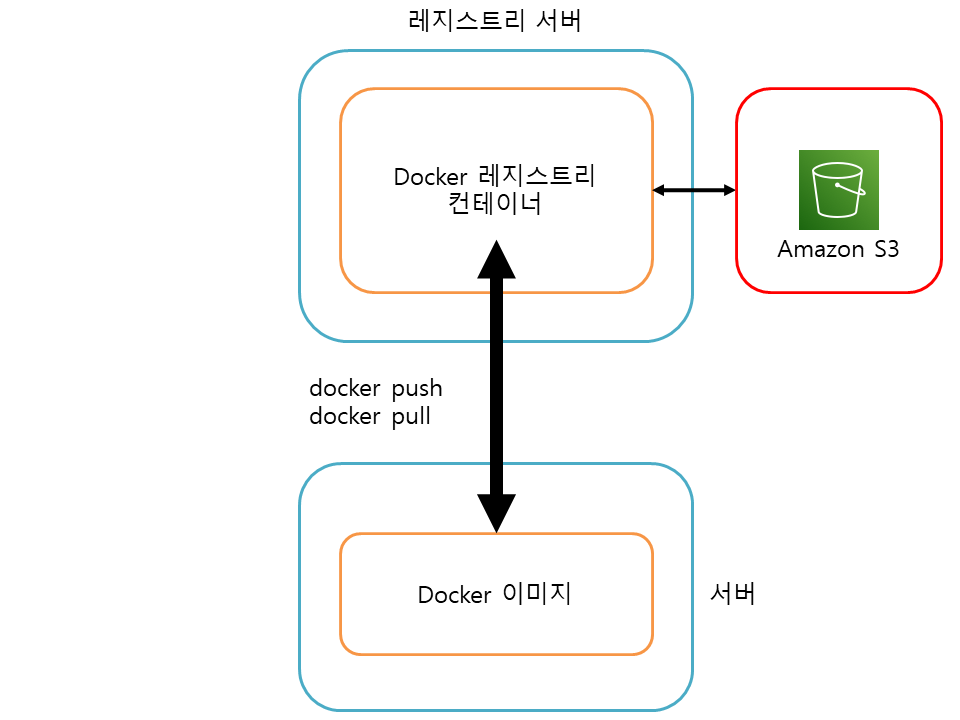 레지스트리 서버
Docker 레지스트리
컨테이너
Amazon S3
docker push
docker pull
Docker 이미지
서버